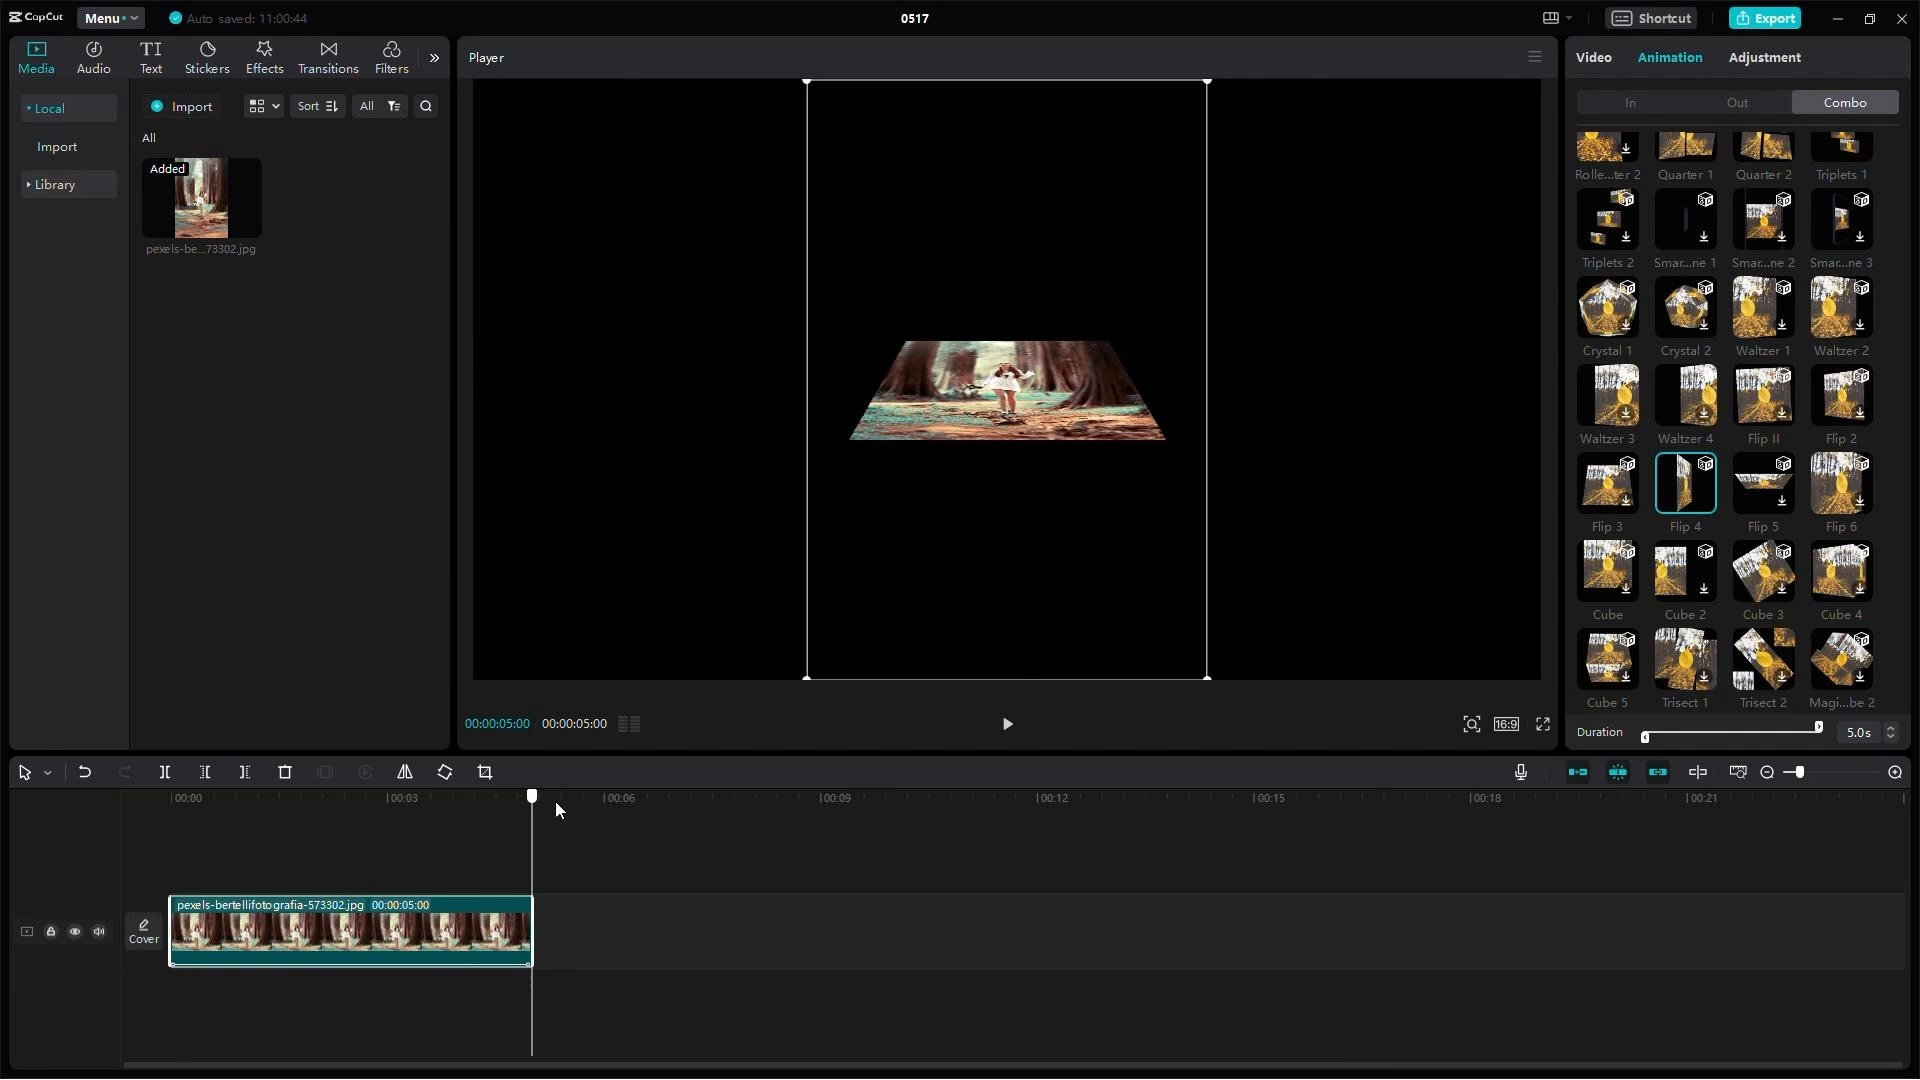 CapCut
Menu
Auto saved: 11:00:44
0517
Shortcut
Export
Media
Audio
TI
Text
Stickers
Effects
Transitions
Filters
Local
Import
Library
Import
Sort
All
All
Added
pexels-be...73302.jpg
Player
00:00:05:00
00:00:05:00
16:9
Video
Animation
Adjustment
In
Out
Combo
Rolle...ter 2
Quarter 1
Quarter 2
Triplets 1
Triplets 2
Smar...ne 1
Smar...ne 2
Smar...ne 3
Crystal 1
Crystal 2
Waltzer 1
Waltzer 2
Waltzer 3
Waltzer 4
Flip II
Flip 2
Flip 3
Flip 4
Flip 5
Flip 6
Cube
Cube 2
Cube 3
Cube 4
Cube 5
Trisect 1
Trisect 2
Magi...be 2
Duration
5.0s
00:00
00:03
00:06
00:09
00:12
00:15
00:18
00:21
pexels-bertellifotografia-573302.jpg
00:00:05:00
Cover